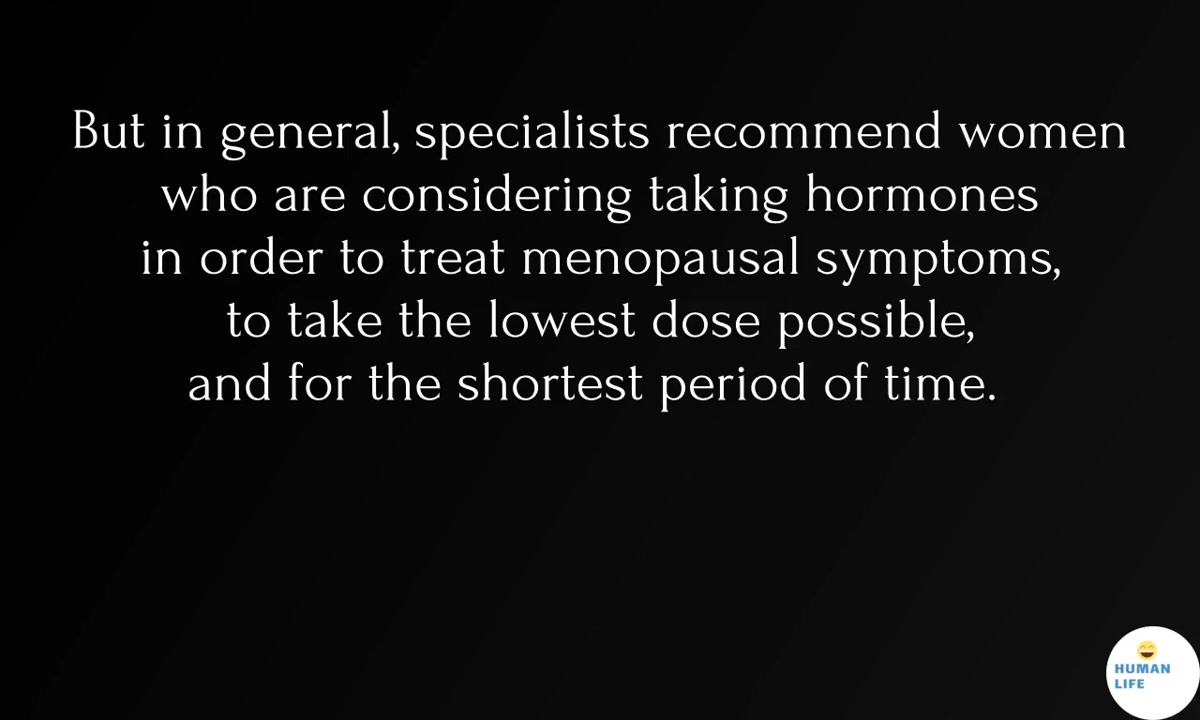 But in general, specialists recommend women
who are considering taking hormones
in order to treat menopausal symptoms,
to take the lowest dose possible,
and for the shortest period of time.
HUMAN
LIFE